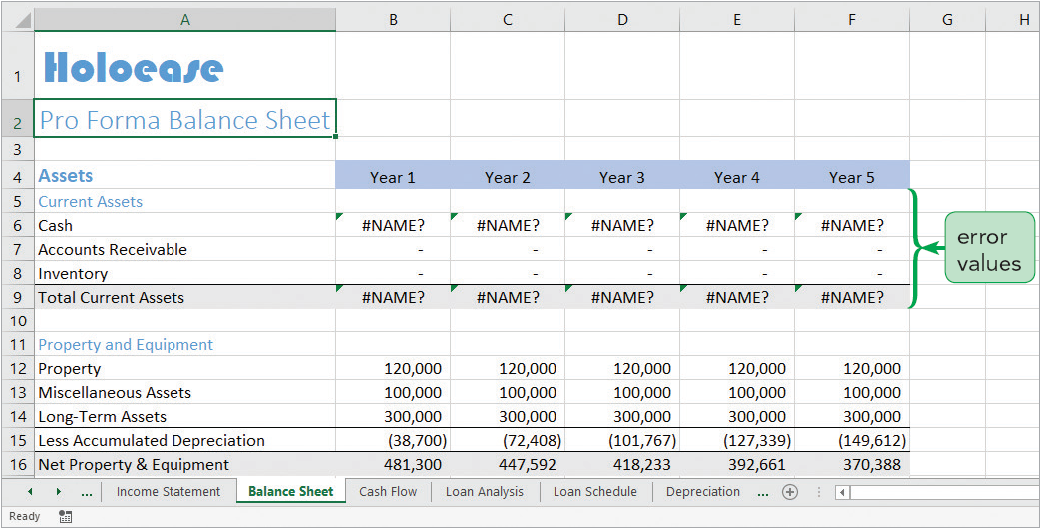 A B C D E F G H
1 Holoease
2 Pro Forma Balance Sheet
3
4 Assets Year 1 Year 2 Year 3 Year 4 Year 5
5 Current Assets
6 Cash #NAME? #NAME? #NAME? #NAME? #NAME?
7 Accounts Receivable - - - - -
error
values
8 Inventory - - - - -
9 Total Current Assets #NAME? #NAME? #NAME? #NAME? #NAME?
10
11 Property and Equipment
12 Property 120,000 120,000 120,000 120,000 120,000
13 Miscellaneous Assets 100,000 100,000 100,000 100,000 100,000
14 Long-Term Assets 300,000 300,000 300,000 300,000 300,000
15 Less Accumulated Depreciation (38,700) (72,408) (101,767) (127,339) (149,612)
16 Net Property & Equipment 481,300 447,592 418,233 392,661 370,388
... Income Statement Balance Sheet Cash Flow Loan Analysis Loan Schedule Depreciation ...
Ready